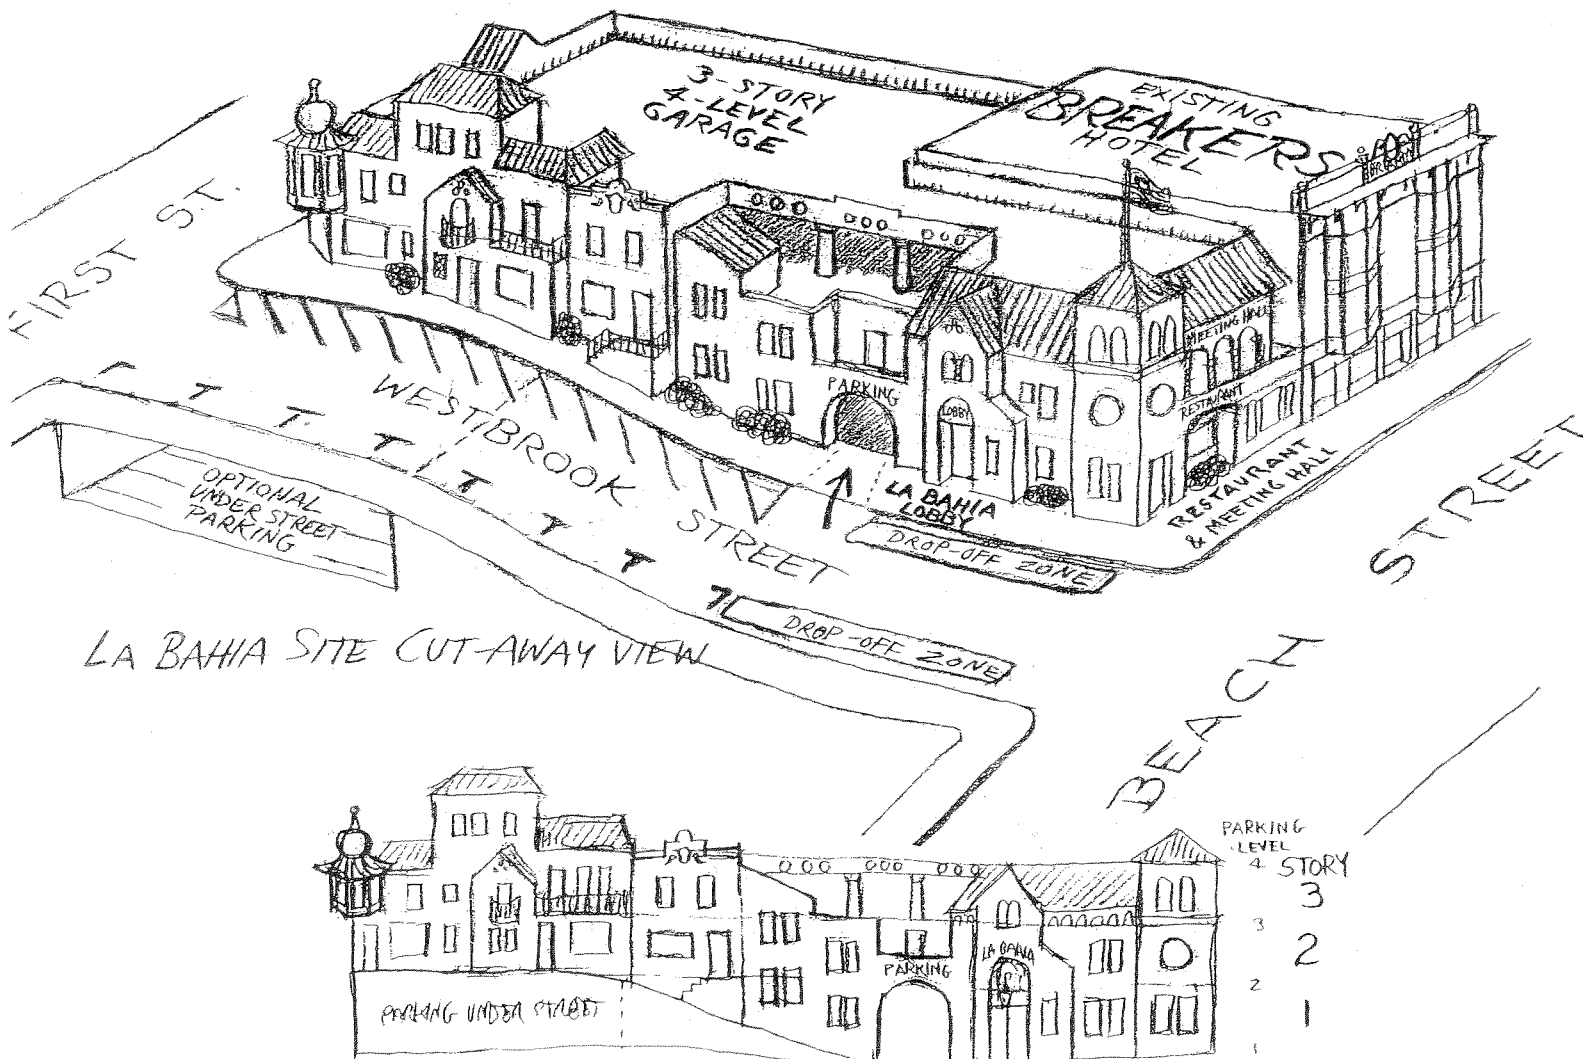 3-STORY
4-LEVEL
GARAGE
EXISTING
BREAKERS
HOTEL
BREAKERS
FIRST ST.
MEETING HALL
RESTAURANT
PARKING
LOBBY
WESTBROOK
STREET
OPTIONAL
UNDER STREET
PARKING
LA BAHIA
LOBBY
RESTAURANT
& MEETING HALL
DROP-OFF ZONE
DROP-OFF ZONE
BEACH STREET
LA BAHIA SITE CUT-AWAY VIEW
PARKING
LEVEL
4
STORY
3
3
2
2
1
1
LA BAHIA
PARKING
PARKING UNDER STREET